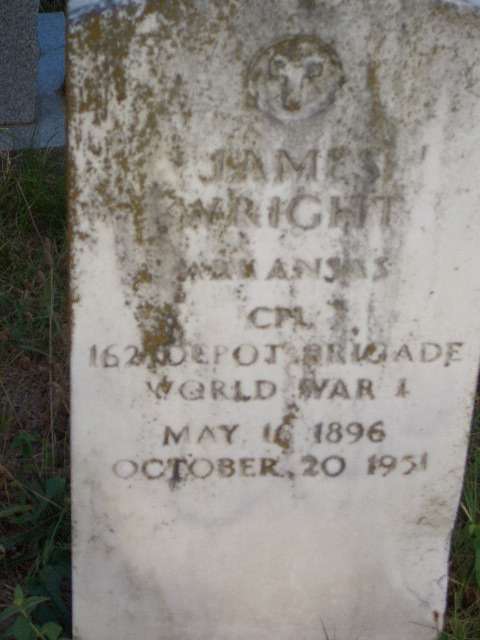 JAMES
WRIGHT
ARKANSAS
CPL
162 DEPOT BRIGADE
WORLD WAR I
MAY 16 1896
OCTOBER 20 1951